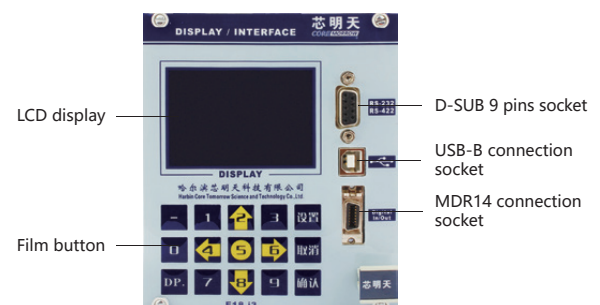 DISPLAY / INTERFACE
芯明天
CORE
LCD display
RS-232
RS-422
D-SUB 9 pins socket
USB-B connection
socket
DISPLAY
哈尔滨芯明天科技有限公司
Harbin Core Tomorrow Science and Technology Co., Ltd
MDR14 connection
socket
Digital
In/Out
Film button
- 1 2 3 设置
0 4 5 6 取消
DP. 7 8 9 确认
芯明天